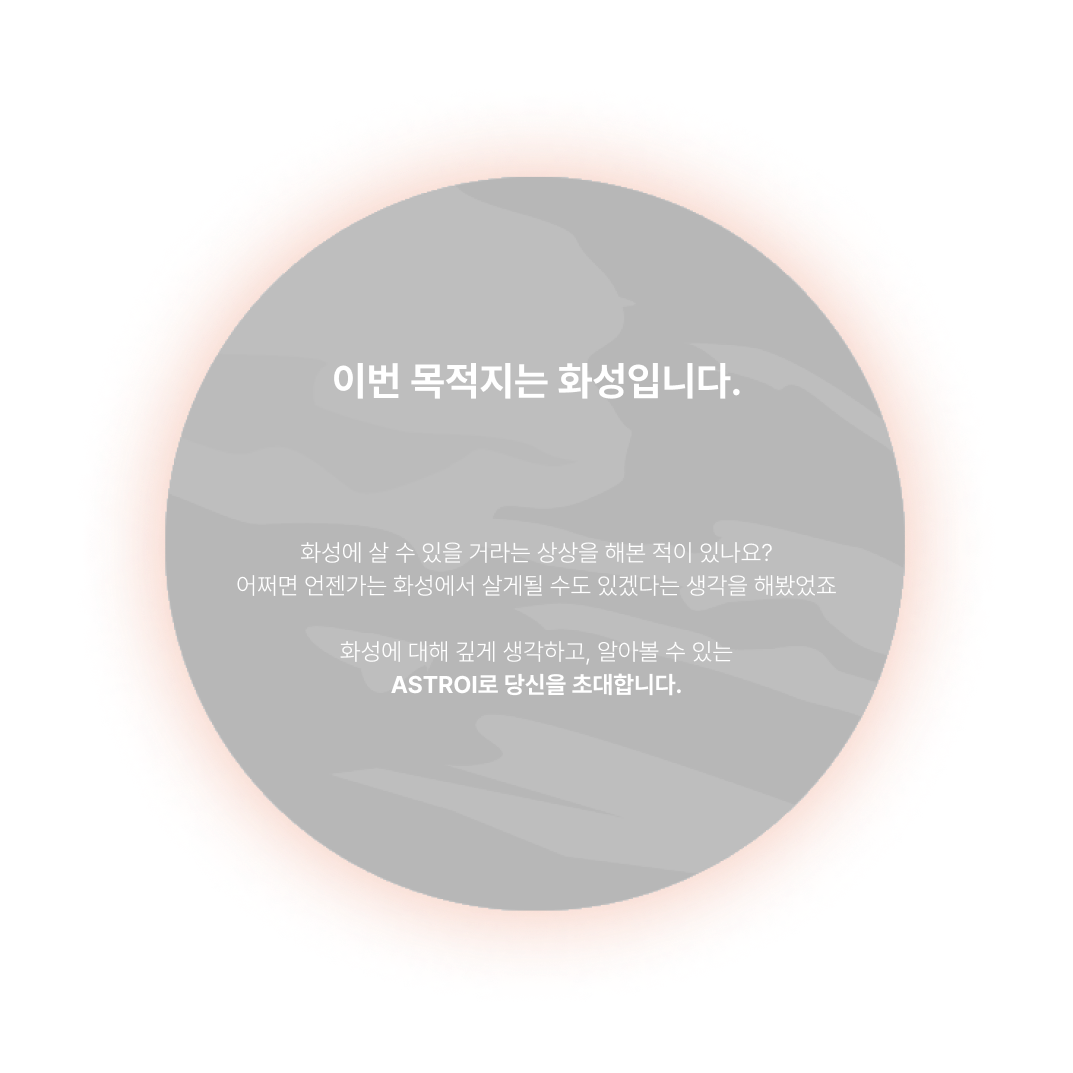 이번 목적지는 화성입니다.
화성에 살 수 있을 거라는 상상을 해본 적이 있나요?
어쩌면 언젠가는 화성에서 살게될 수도 있겠다는 생각을 해봤었죠
화성에 대해 깊게 생각하고, 알아볼 수 있는
ASTROI로 당신을 초대합니다.